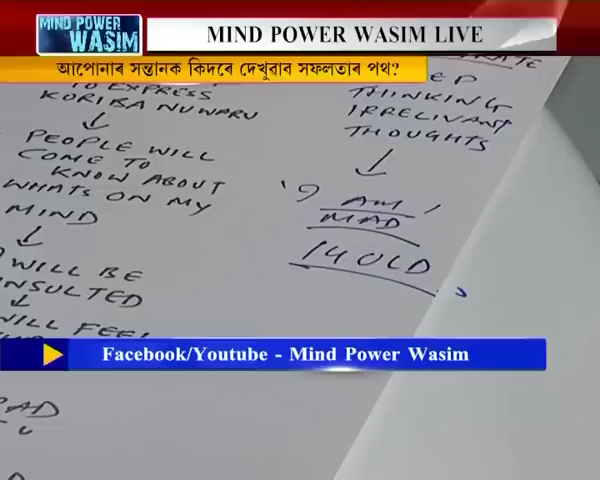 MIND POWER
WASIM
MIND POWER WASIM LIVE
আপোনাৰ সন্তানক কিদৰে দেখুৱাব সফলতাৰ পথ?
TO EXPRESS
KORIBA NUWARU
↓
PEOPLE WILL
COME TO
KNOW ABOUT
WHATS ON MY
MIND
↓
WILL BE
INSULTED
↓
WILL FEEL
THINKING
IRRELIVANT
THOUGHTS
↓
AM
MAD
14 OLD
Facebook/Youtube - Mind Power Wasim